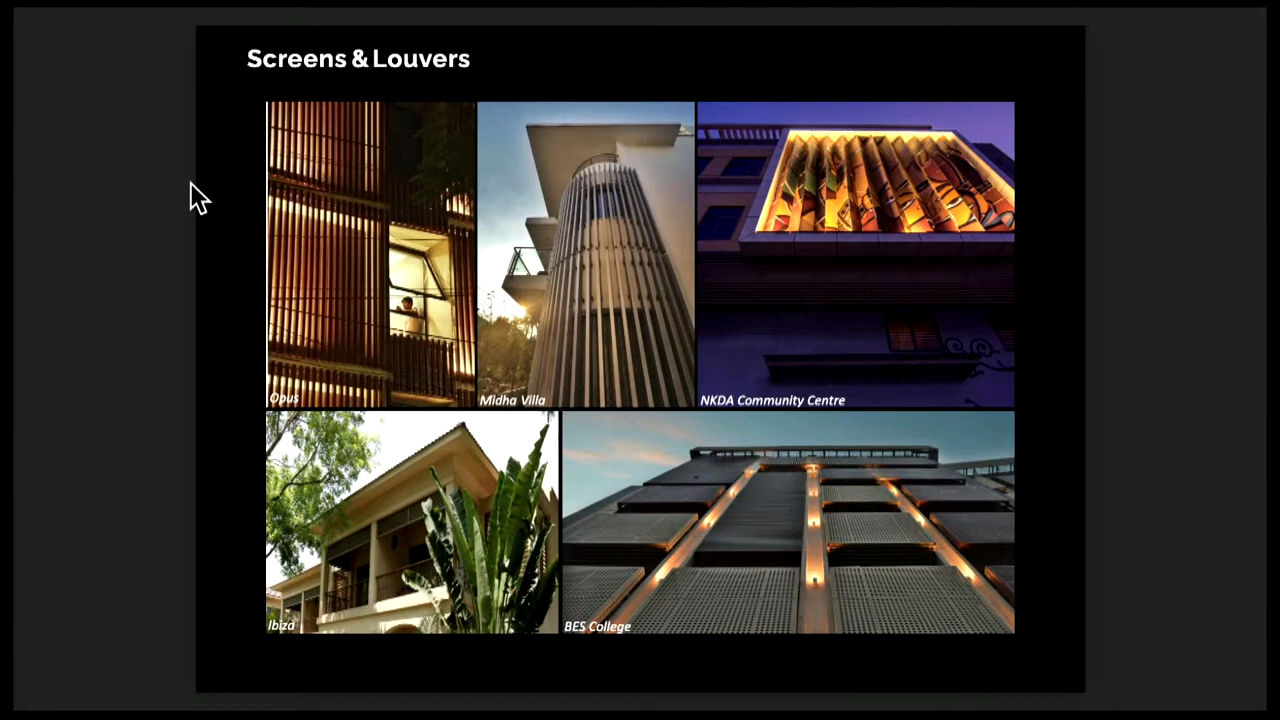 Screens & Louvers
Opus
Midha Villa
NKDA Community Centre
Ibiza
BES College